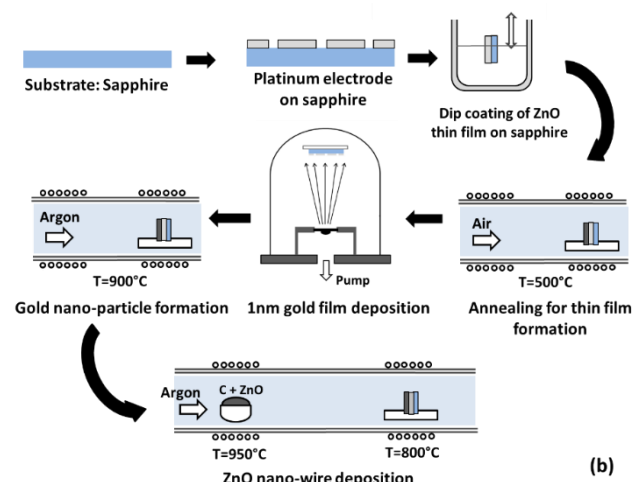 Substrate: Sapphire
Platinum electrode
on sapphire
Dip coating of ZnO
thin film on sapphire
Argon
T=900°C
Gold nano-particle formation
Pump
1nm gold film deposition
Air
T=500°C
Annealing for thin film
formation
Argon
C + ZnO
T=950°C
T=800°C
ZnO nano-wire deposition
(b)